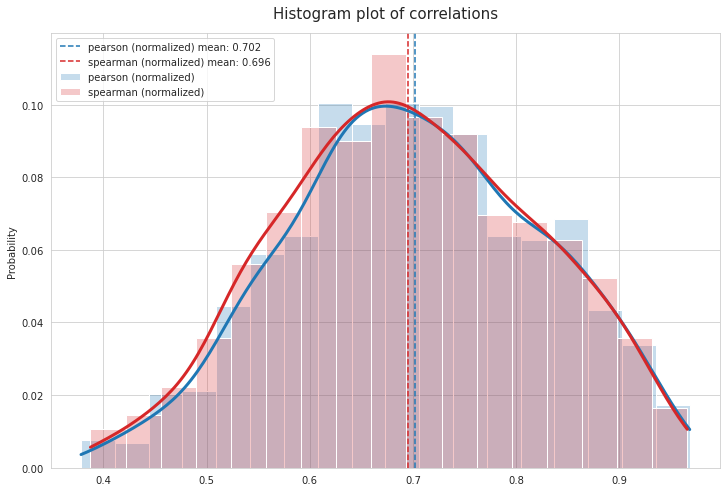 Histogram plot of correlations
pearson (normalized) mean: 0.702
spearman (normalized) mean: 0.696
pearson (normalized)
spearman (normalized)
Probability
0.10
0.08
0.06
0.04
0.02
0.00
0.4 0.5 0.6 0.7 0.8 0.9